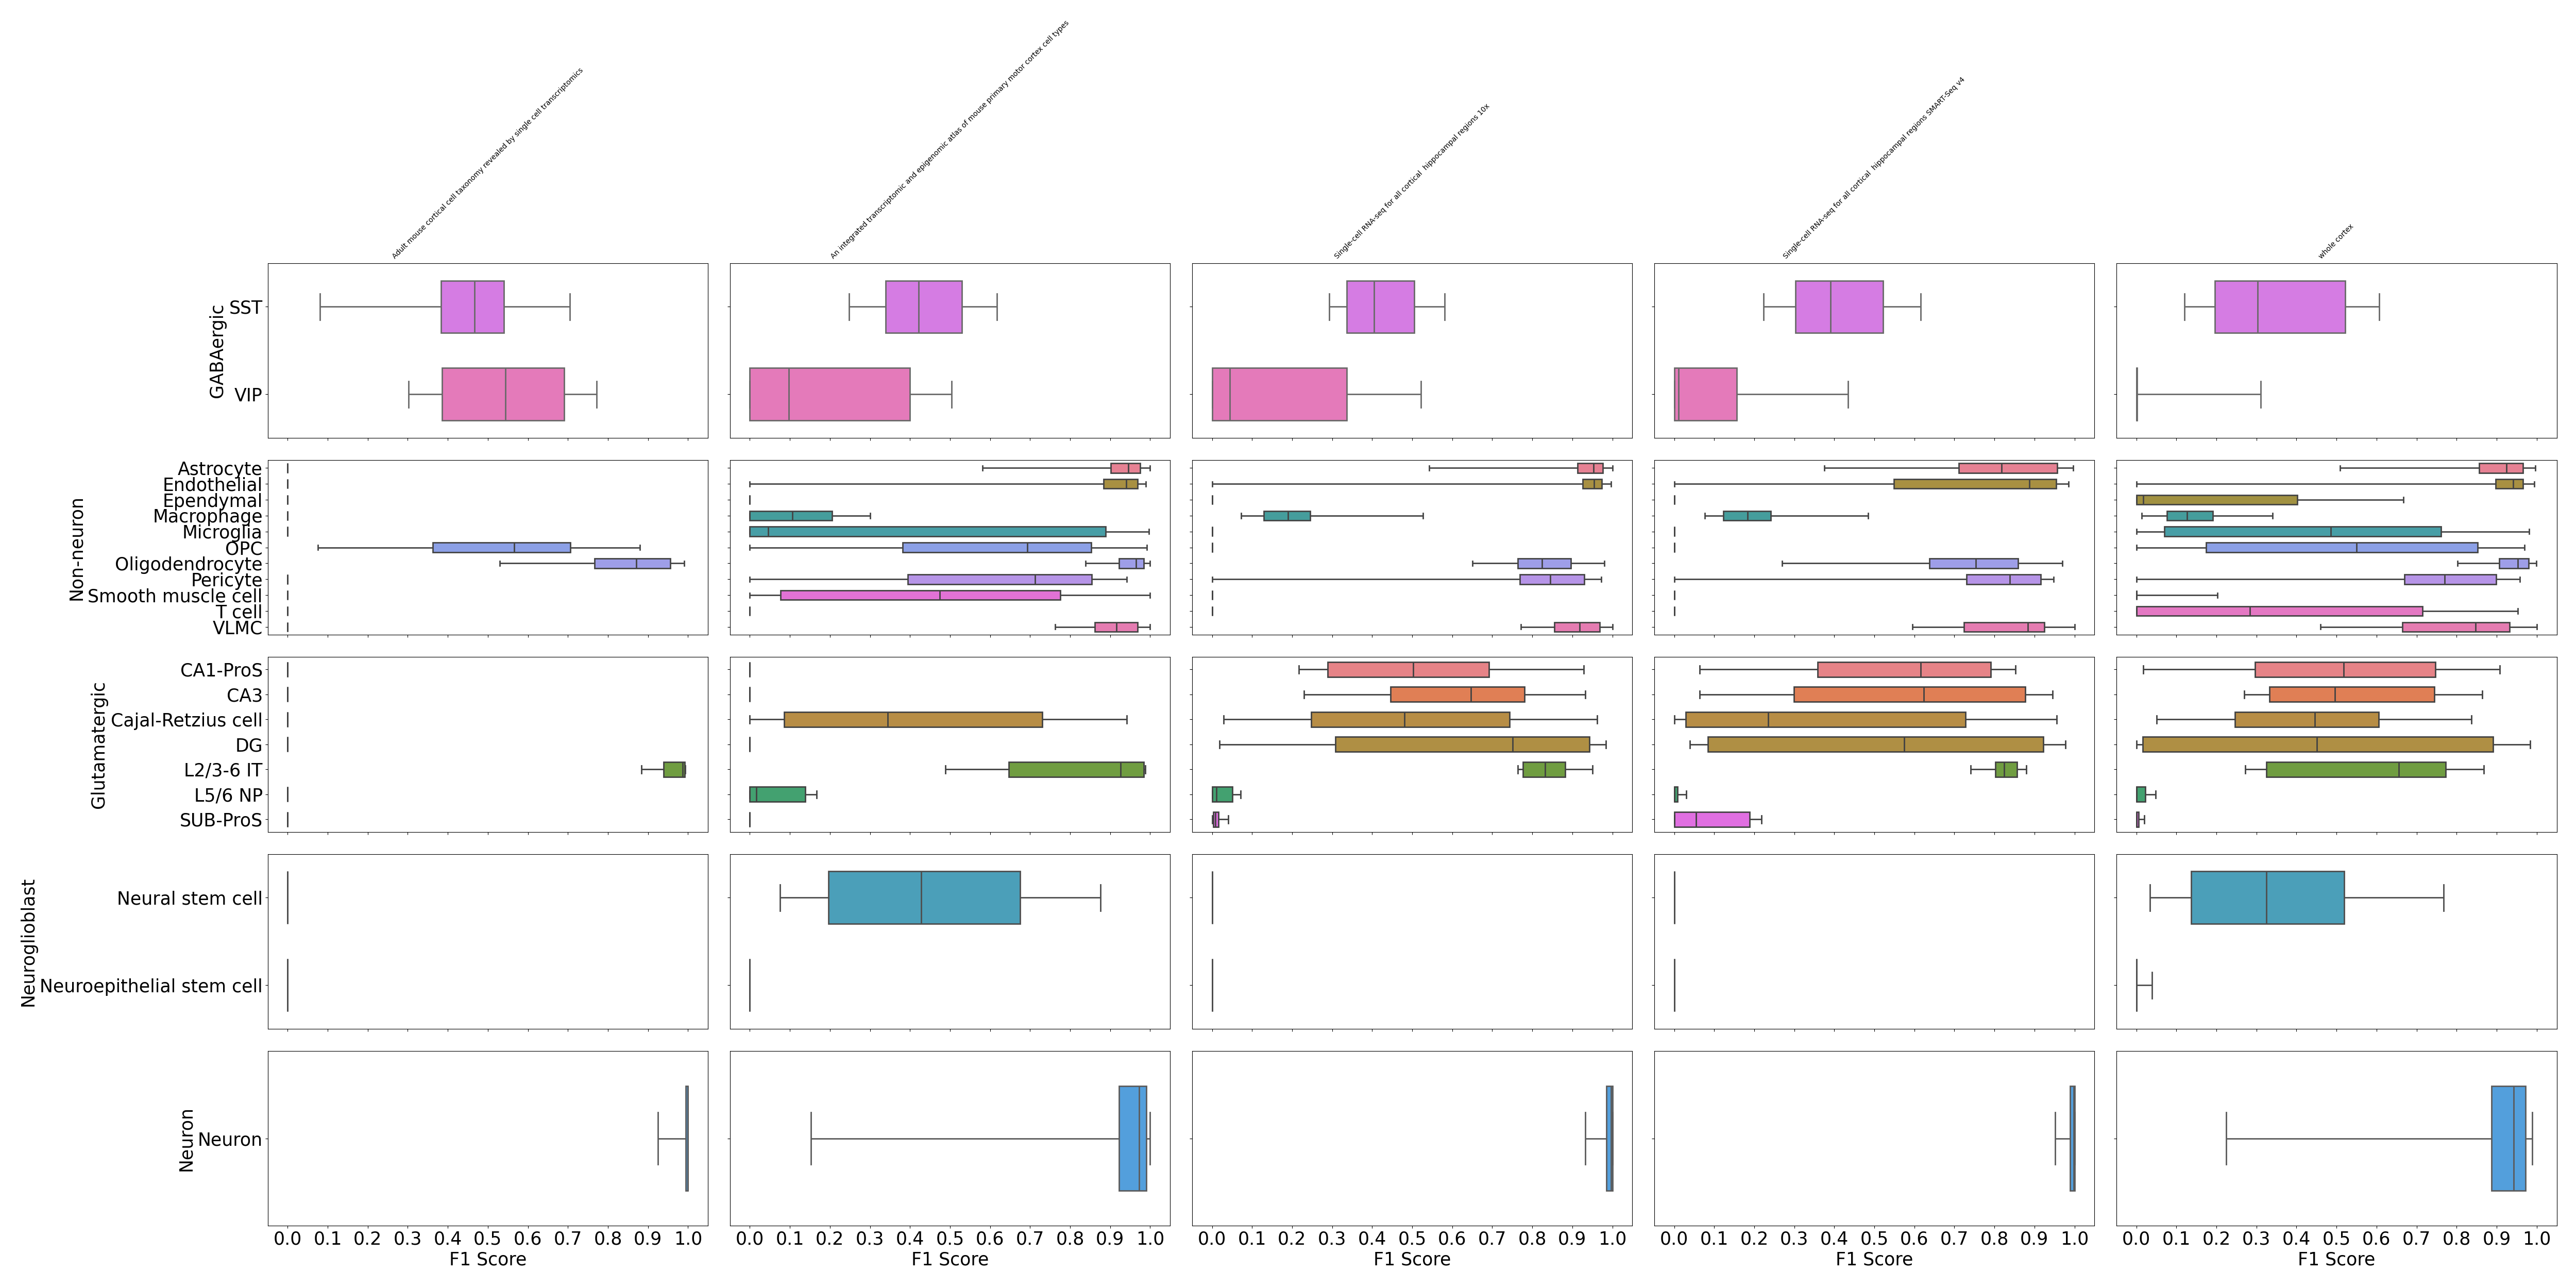 Adult mouse cortical cell taxonomy revealed by single cell transcriptomics
An integrated transcriptomic and epigenomic atlas of mouse primary motor cortex cell types
Single-cell RNA-seq for all cortical  hippocampal regions 10x
Single-cell RNA-seq for all cortical  hippocampal regions SMART-Seq v4
whole cortex
GABAergic
SST
VIP
Non-neuron
Astrocyte
Endothelial
Ependymal
Macrophage
Microglia
OPC
Oligodendrocyte
Pericyte
Smooth muscle cell
T cell
VLMC
Glutamatergic
CA1-ProS
CA3
Cajal-Retzius cell
DG
L2/3-6 IT
L5/6 NP
SUB-ProS
Neuroglioblast
Neural stem cell
Neuroepithelial stem cell
Neuron
Neuron
0.0 0.1 0.2 0.3 0.4 0.5 0.6 0.7 0.8 0.9 1.0
F1 Score
0.0 0.1 0.2 0.3 0.4 0.5 0.6 0.7 0.8 0.9 1.0
F1 Score
0.0 0.1 0.2 0.3 0.4 0.5 0.6 0.7 0.8 0.9 1.0
F1 Score
0.0 0.1 0.2 0.3 0.4 0.5 0.6 0.7 0.8 0.9 1.0
F1 Score
0.0 0.1 0.2 0.3 0.4 0.5 0.6 0.7 0.8 0.9 1.0
F1 Score